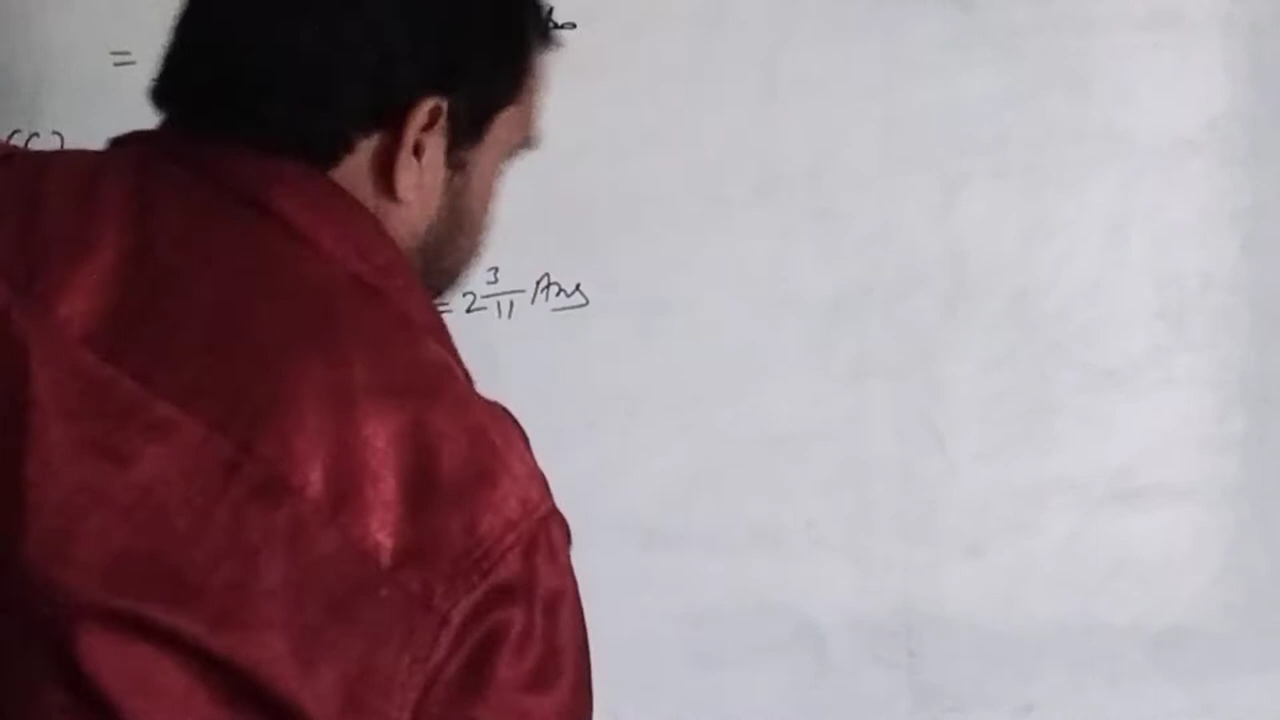 =
= 2 3/11 Ans